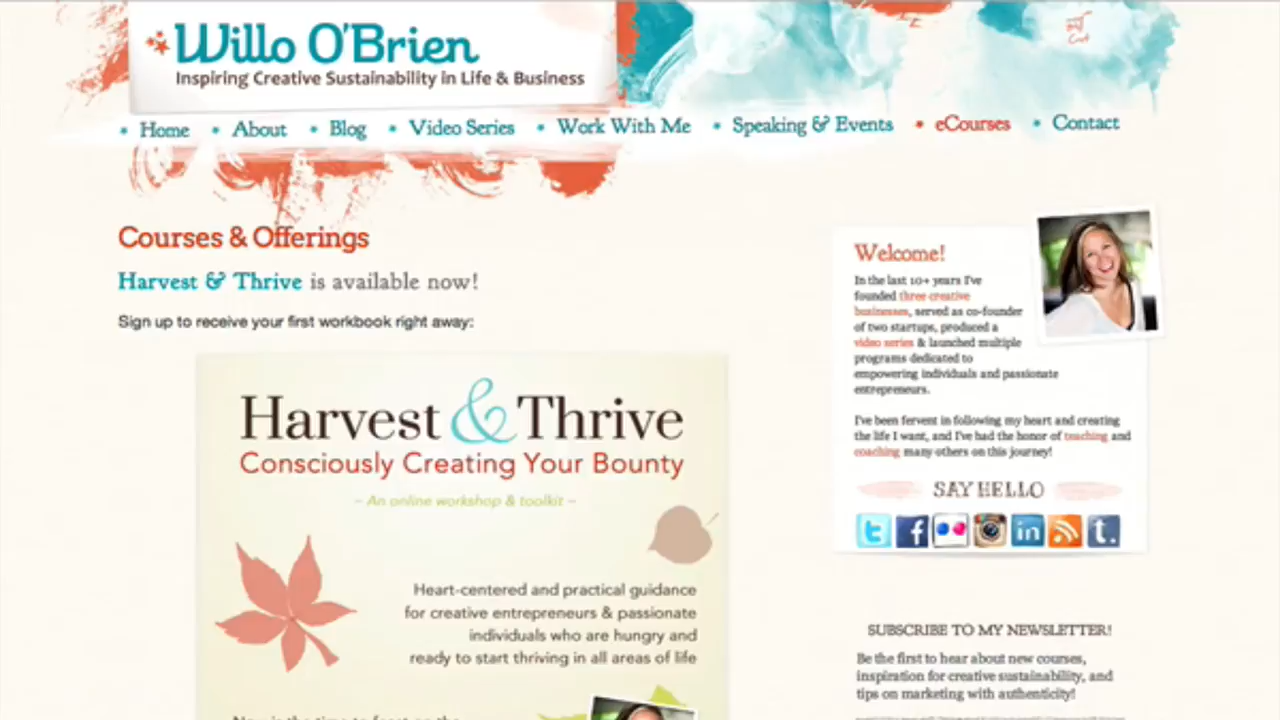 Willo O'Brien
Inspiring Creative Sustainability in Life & Business
Home
About
Blog
Video Series
Work With Me
Speaking & Events
eCourses
Contact
Courses & Offerings
Harvest & Thrive is available now!
Sign up to receive your first workbook right away:
Harvest & Thrive
Consciously Creating Your Bounty
~ An online workshop & toolkit ~
Heart-centered and practical guidance
for creative entrepreneurs & passionate
individuals who are hungry and
ready to start thriving in all areas of life
Welcome!
In the last 10+ years I've
founded three creative
businesses, served as co-founder
of two startups, produced a
video series & launched multiple
programs dedicated to
empowering individuals and passionate
entrepreneurs.
I've been fervent in following my heart and creating
the life I want, and I've had the honor of teaching and
coaching many others on this journey!
SAY HELLO
SUBSCRIBE TO MY NEWSLETTER!
Be the first to hear about new courses,
inspiration for creative sustainability, and
tips on marketing with authenticity!